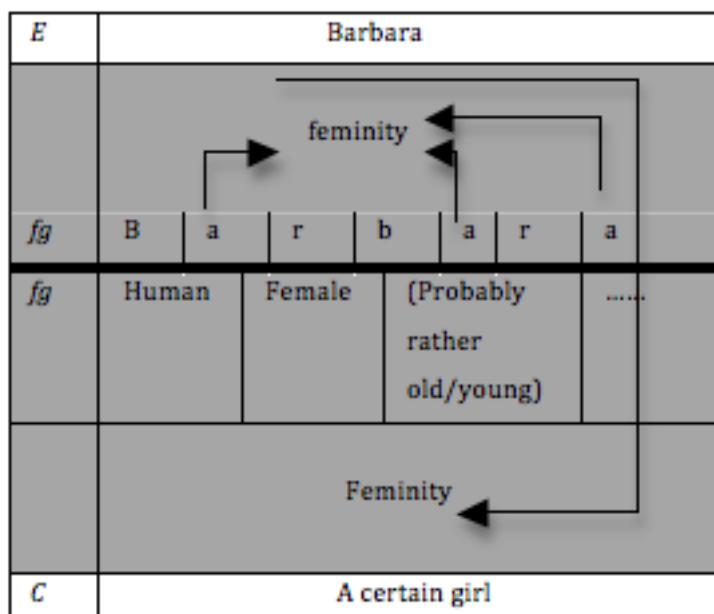 E Barbara
feminity
fg B a r b a r a
fg Human Female (Probably ......
rather
old/young)
Feminity
C A certain girl